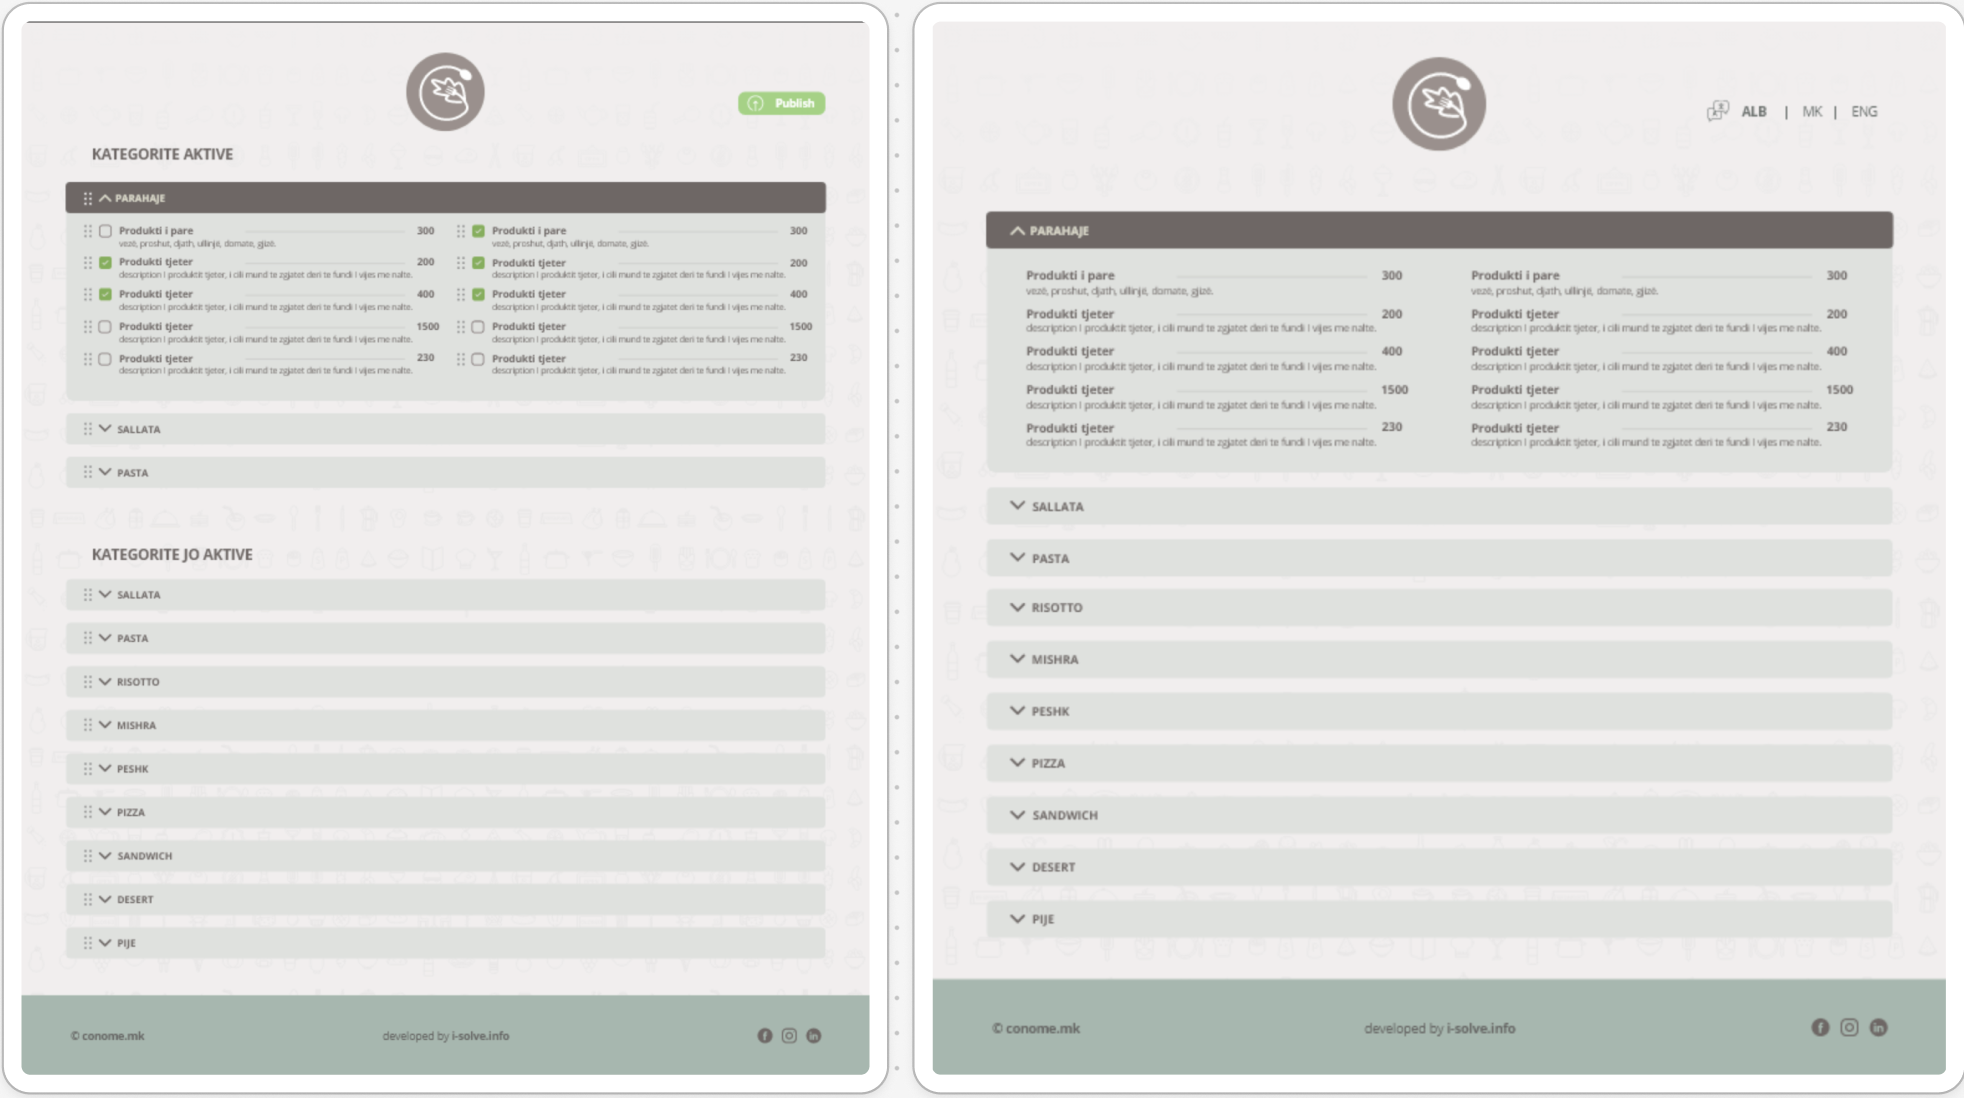 Publish
KATEGORITE AKTIVE
PARAHAJE
Produkti i pare 300
vezë, proshut, djath, ullinjë, domate, gjizë.
Produkti tjeter 200
description I produktit tjeter, i cili mund te zgjatet deri te fundi I vijes me nalte.
Produkti tjeter 400
description I produktit tjeter, i cili mund te zgjatet deri te fundi I vijes me nalte.
Produkti tjeter 1500
description I produktit tjeter, i cili mund te zgjatet deri te fundi I vijes me nalte.
Produkti tjeter 230
description I produktit tjeter, i cili mund te zgjatet deri te fundi I vijes me nalte.
Produkti i pare 300
vezë, proshut, djath, ullinjë, domate, gjizë.
Produkti tjeter 200
description I produktit tjeter, i cili mund te zgjatet deri te fundi I vijes me nalte.
Produkti tjeter 400
description I produktit tjeter, i cili mund te zgjatet deri te fundi I vijes me nalte.
Produkti tjeter 1500
description I produktit tjeter, i cili mund te zgjatet deri te fundi I vijes me nalte.
Produkti tjeter 230
description I produktit tjeter, i cili mund te zgjatet deri te fundi I vijes me nalte.
SALLATA
PASTA
KATEGORITE JO AKTIVE
SALLATA
PASTA
RISOTTO
MISHRA
PESHK
PIZZA
SANDWICH
DESERT
PIJE
© conome.mk developed by i-solve.info
ALB | MK | ENG
PARAHAJE
Produkti i pare 300
vezë, proshut, djath, ullinjë, domate, gjizë.
Produkti tjeter 200
description I produktit tjeter, i cili mund te zgjatet deri te fundi I vijes me nalte.
Produkti tjeter 400
description I produktit tjeter, i cili mund te zgjatet deri te fundi I vijes me nalte.
Produkti tjeter 1500
description I produktit tjeter, i cili mund te zgjatet deri te fundi I vijes me nalte.
Produkti tjeter 230
description I produktit tjeter, i cili mund te zgjatet deri te fundi I vijes me nalte.
Produkti i pare 300
vezë, proshut, djath, ullinjë, domate, gjizë.
Produkti tjeter 200
description I produktit tjeter, i cili mund te zgjatet deri te fundi I vijes me nalte.
Produkti tjeter 400
description I produktit tjeter, i cili mund te zgjatet deri te fundi I vijes me nalte.
Produkti tjeter 1500
description I produktit tjeter, i cili mund te zgjatet deri te fundi I vijes me nalte.
Produkti tjeter 230
description I produktit tjeter, i cili mund te zgjatet deri te fundi I vijes me nalte.
SALLATA
PASTA
RISOTTO
MISHRA
PESHK
PIZZA
SANDWICH
DESERT
PIJE
© conome.mk developed by i-solve.info